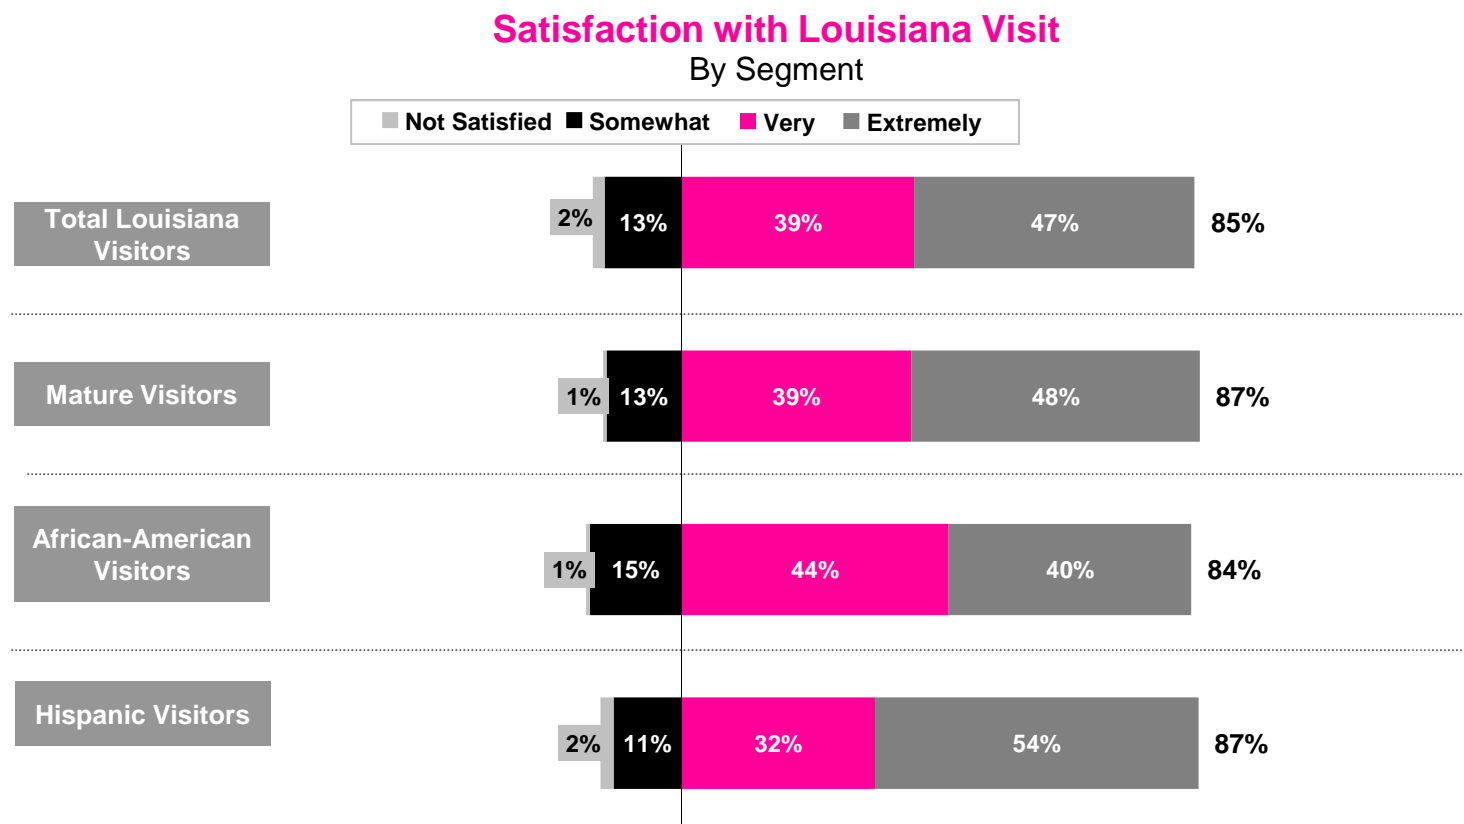 Satisfaction with Louisiana Visit
By Segment
Not Satisfied Somewhat Very Extremely
Total Louisiana
Visitors
2% 13% 39% 47% 85%
Mature Visitors
1% 13% 39% 48% 87%
African-American
Visitors
1% 15% 44% 40% 84%
Hispanic Visitors
2% 11% 32% 54% 87%